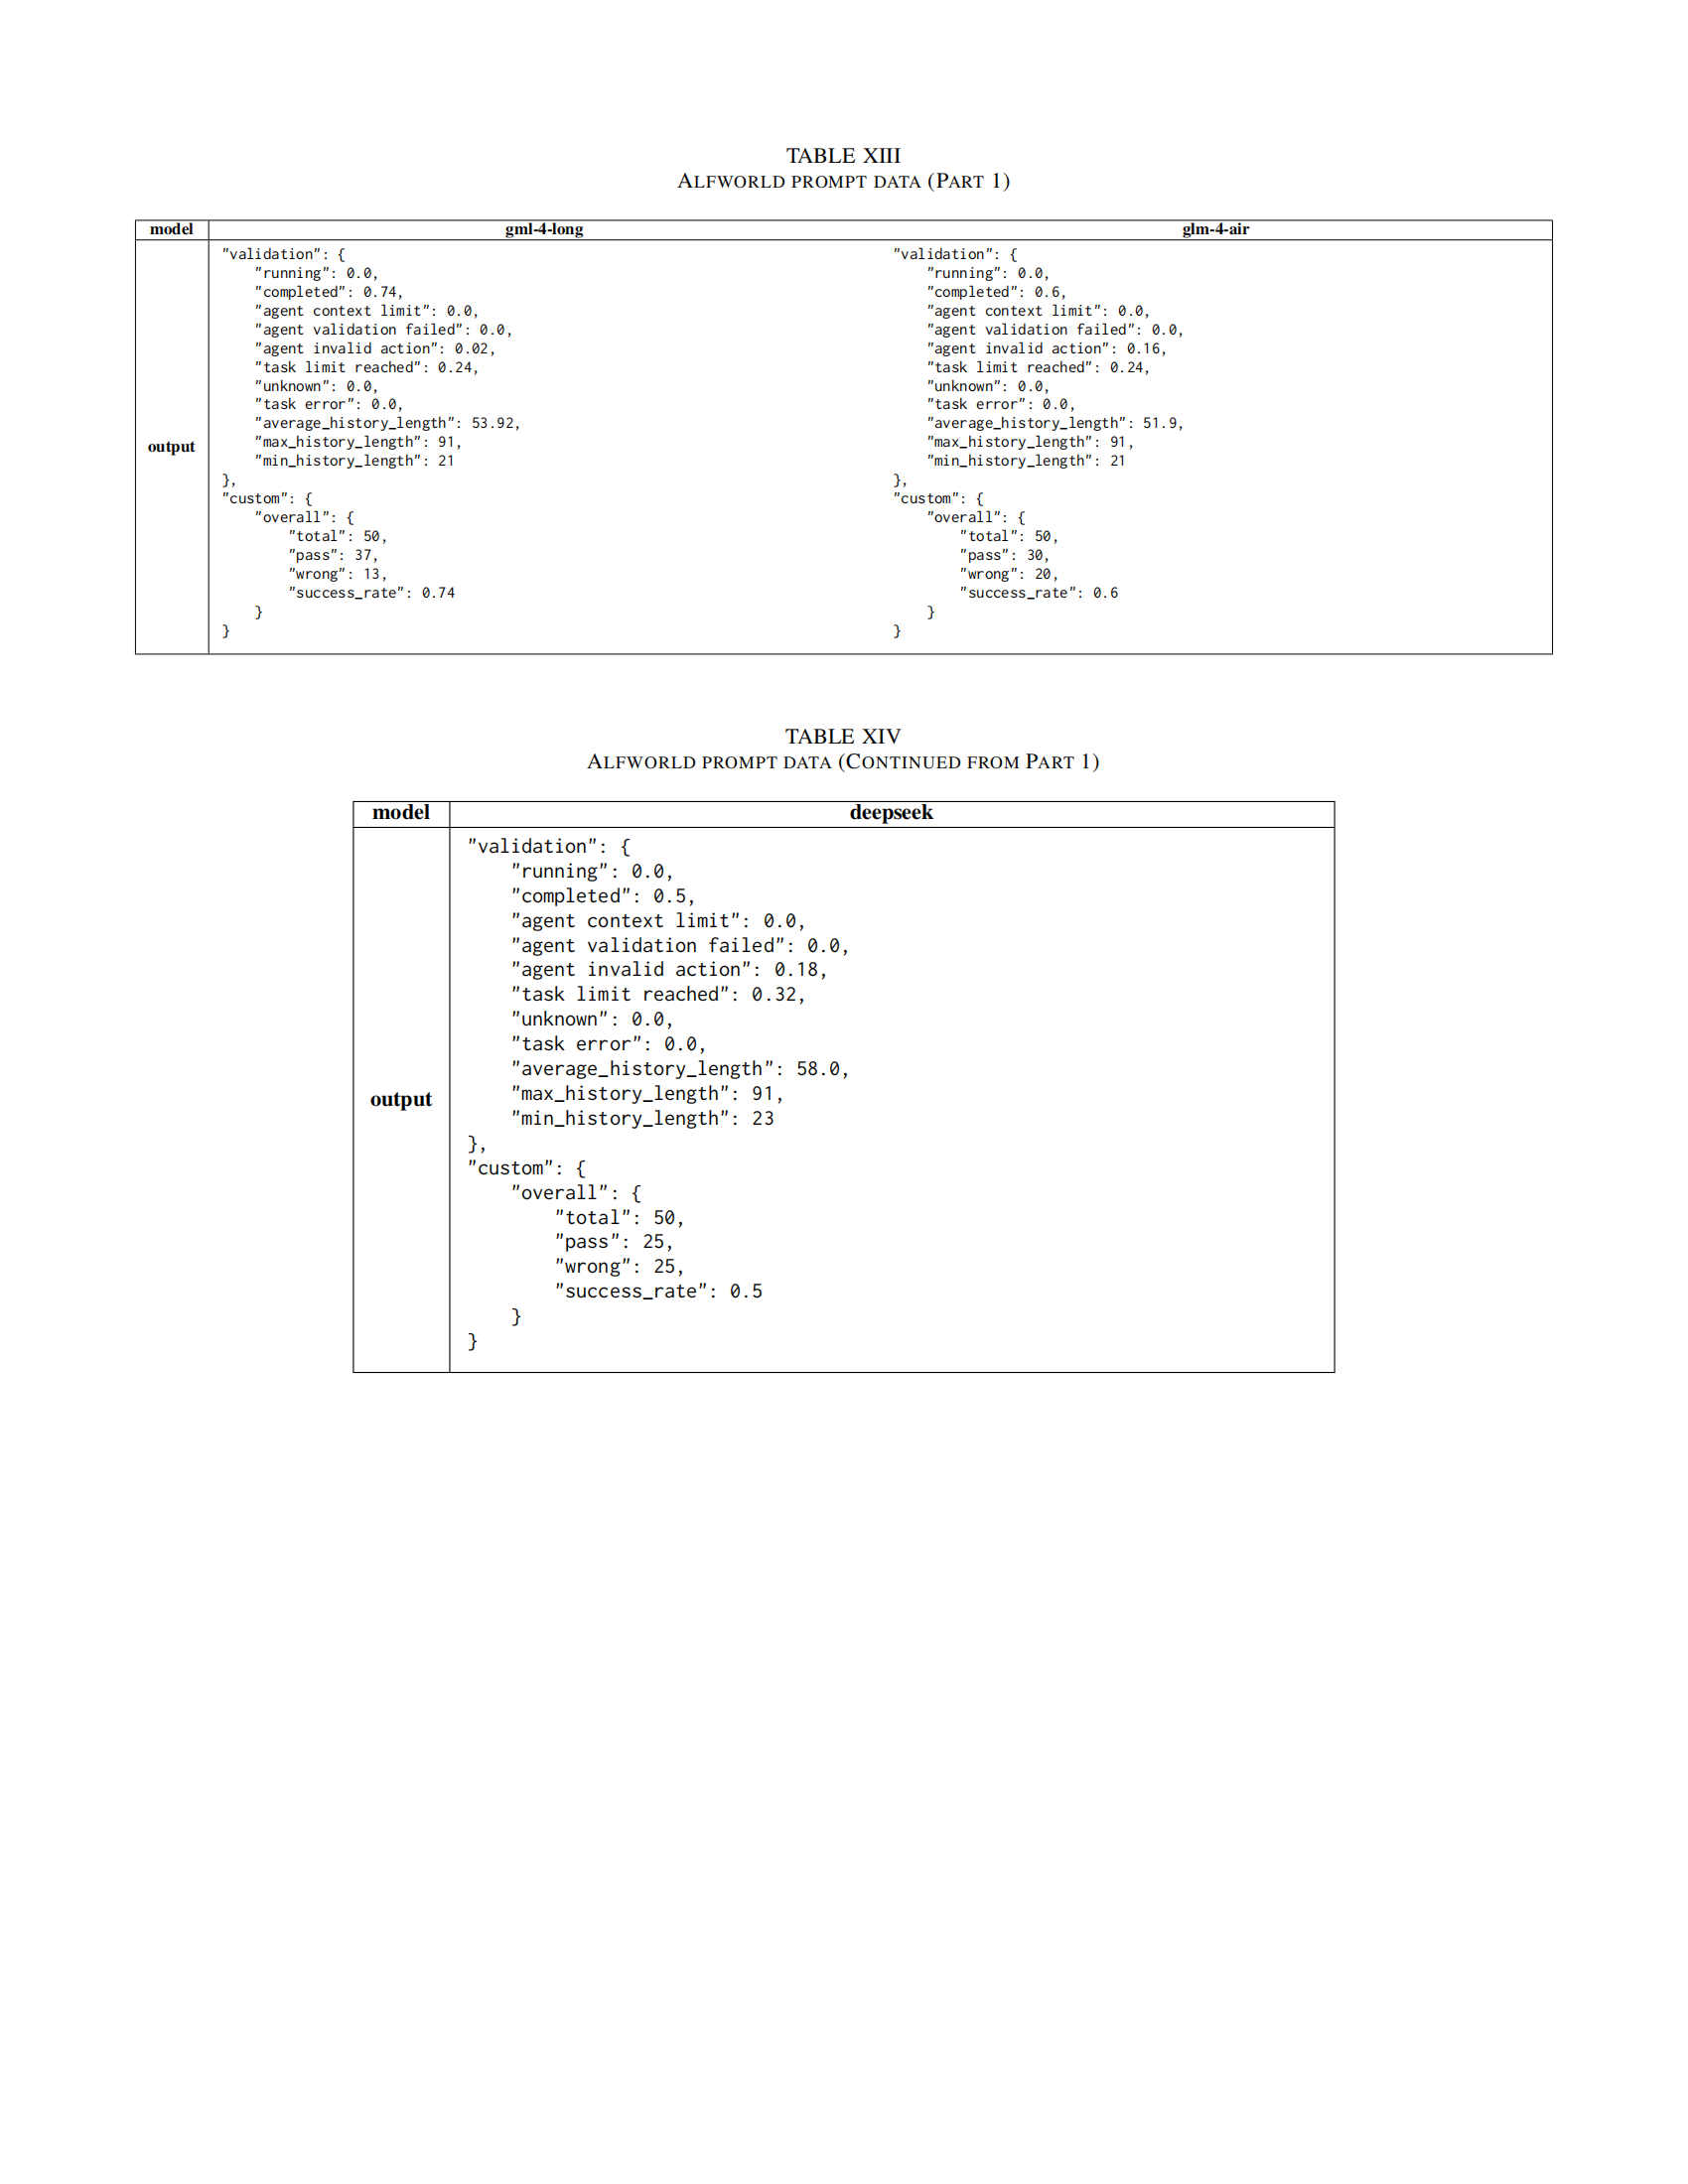 TABLE XIII
ALFWORLD PROMPT DATA (PART 1)
model gml-4-long glm-4-air
output
"validation": {
"running": 0.0,
"completed": 0.74,
"agent context limit": 0.0,
"agent validation failed": 0.0,
"agent invalid action": 0.02,
"task limit reached": 0.24,
"unknown": 0.0,
"task error": 0.0,
"average_history_length": 53.92,
"max_history_length": 91,
"min_history_length": 21
},
"custom": {
"overall": {
"total": 50,
"pass": 37,
"wrong": 13,
"success_rate": 0.74
}
}
"validation": {
"running": 0.0,
"completed": 0.6,
"agent context limit": 0.0,
"agent validation failed": 0.0,
"agent invalid action": 0.16,
"task limit reached": 0.24,
"unknown": 0.0,
"task error": 0.0,
"average_history_length": 51.9,
"max_history_length": 91,
"min_history_length": 21
},
"custom": {
"overall": {
"total": 50,
"pass": 30,
"wrong": 20,
"success_rate": 0.6
}
}
TABLE XIV
ALFWORLD PROMPT DATA (CONTINUED FROM PART 1)
model deepseek
output
"validation": {
"running": 0.0,
"completed": 0.5,
"agent context limit": 0.0,
"agent validation failed": 0.0,
"agent invalid action": 0.18,
"task limit reached": 0.32,
"unknown": 0.0,
"task error": 0.0,
"average_history_length": 58.0,
"max_history_length": 91,
"min_history_length": 23
},
"custom": {
"overall": {
"total": 50,
"pass": 25,
"wrong": 25,
"success_rate": 0.5
}
}